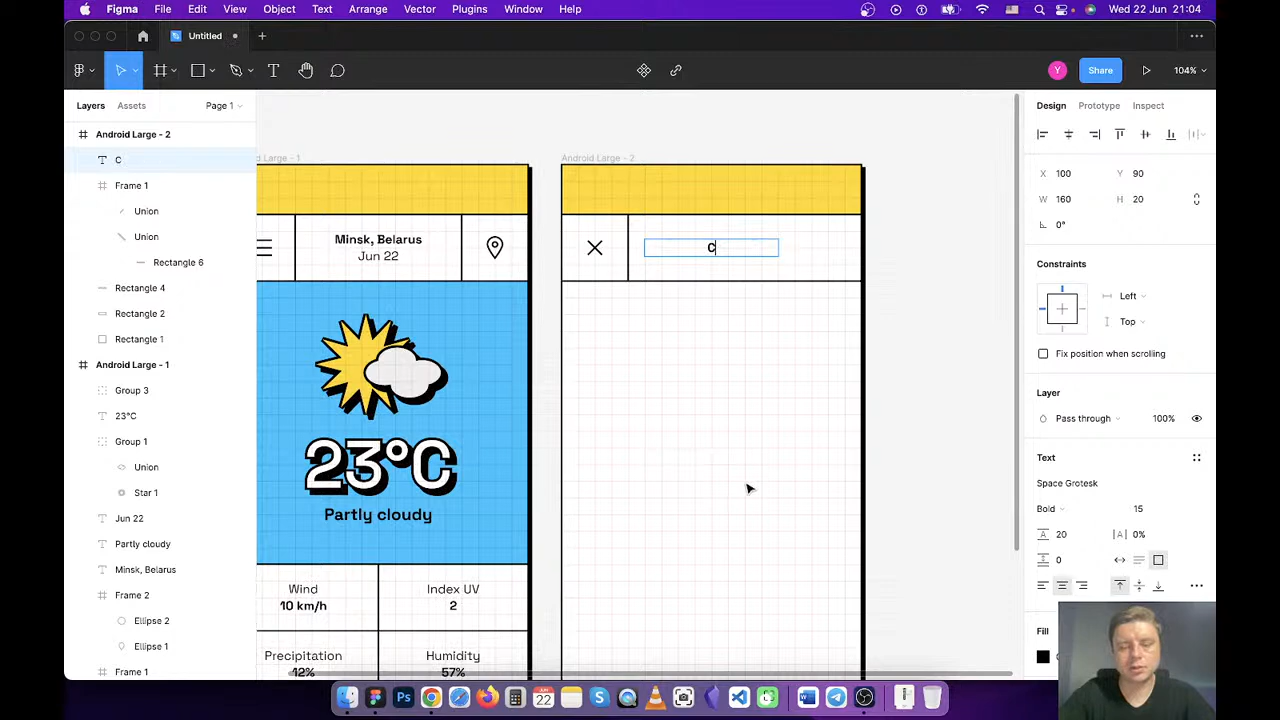 Figma File Edit View Object Text Arrange Vector Plugins Window Help Wed 22 Jun 21:04
Untitled
Share 104%
Layers Assets Page 1
Design Prototype Inspect
Android Large - 2
C
Frame 1
Union
Union
Rectangle 6
Rectangle 4
Rectangle 2
Rectangle 1
Android Large - 1
Group 3
23°C
Group 1
Union
Star 1
Jun 22
Partly cloudy
Minsk, Belarus
Frame 2
Ellipse 2
Ellipse 1
Frame 1
d Large - 1
Minsk, Belarus
Jun 22
23°C
Partly cloudy
Wind
10 km/h
Index UV
2
Precipitation
12%
Humidity
57%
Android Large - 2
C
X 100 Y 90
W 160 H 20
0°
Constraints
Left
Top
Fix position when scrolling
Layer
Pass through 100%
Text
Space Grotesk
Bold 15
20 0%
0
Fill